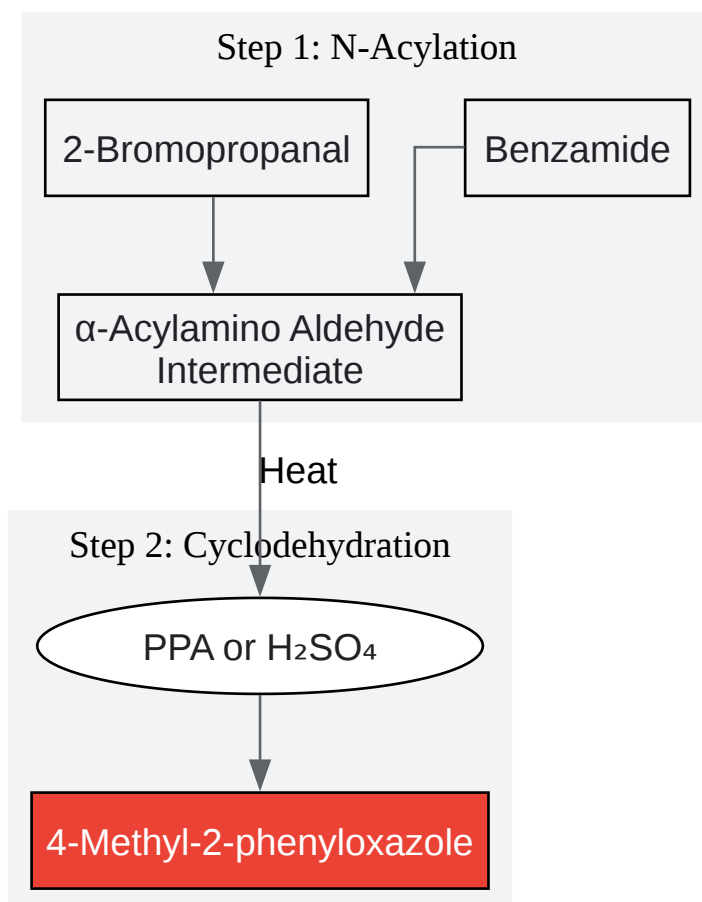 Step 1: N-Acylation
2-Bromopropanal
Benzamide
α-Acylamino Aldehyde
Intermediate
Heat
Step 2: Cyclodehydration
PPA or H₂SO₄
4-Methyl-2-phenyloxazole